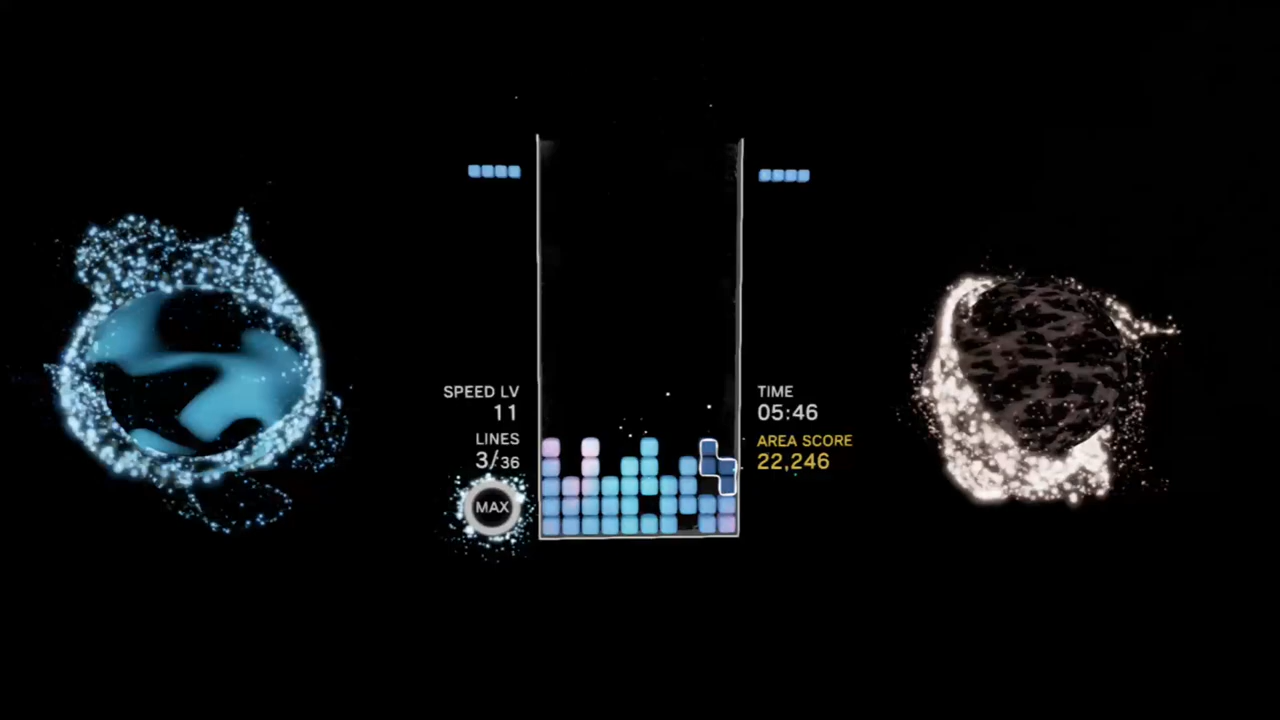 SPEED LV
11
LINES
3/36
MAX
TIME
05:46
AREA SCORE
22,246